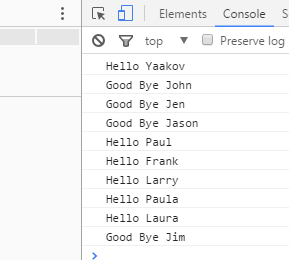 Elements Console
top Preserve log
Hello Yaakov
Good Bye John
Good Bye Jen
Good Bye Jason
Hello Paul
Hello Frank
Hello Larry
Hello Paula
Hello Laura
Good Bye Jim